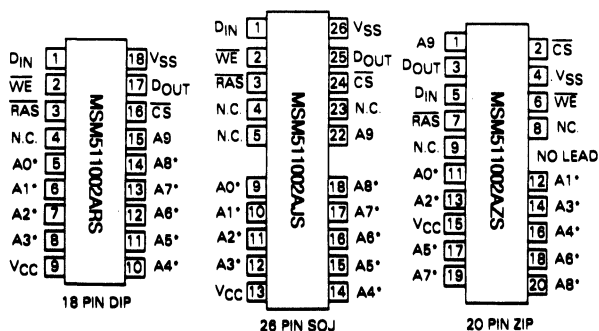 DIN 1 18 VSS
WE 2 17 DOUT
RAS 3 16 CS
N.C. 4 15 A9
A0* 5 14 A8*
A1* 6 13 A7*
A2* 7 12 A6*
A3* 8 11 A5*
VCC 9 10 A4*
MSM511002ARS
18 PIN DIP
DIN 1 26 VSS
WE 2 25 DOUT
RAS 3 24 CS
N.C. 4 23 N.C.
N.C. 5 22 A9
A0* 9 18 A8*
A1* 10 17 A7*
A2* 11 16 A6*
A3* 12 15 A5*
VCC 13 14 A4*
MSM511002AJS
26 PIN SOJ
A9 1
2 CS
DOUT 3
4 VSS
DIN 5
6 WE
RAS 7
8 NC.
N.C. 9
NO LEAD
A0* 11
12 A1*
A2* 13
14 A3*
VCC 15
16 A4*
A5* 17
18 A6*
A7* 19
20 A8*
MSM511002AZS
20 PIN ZIP